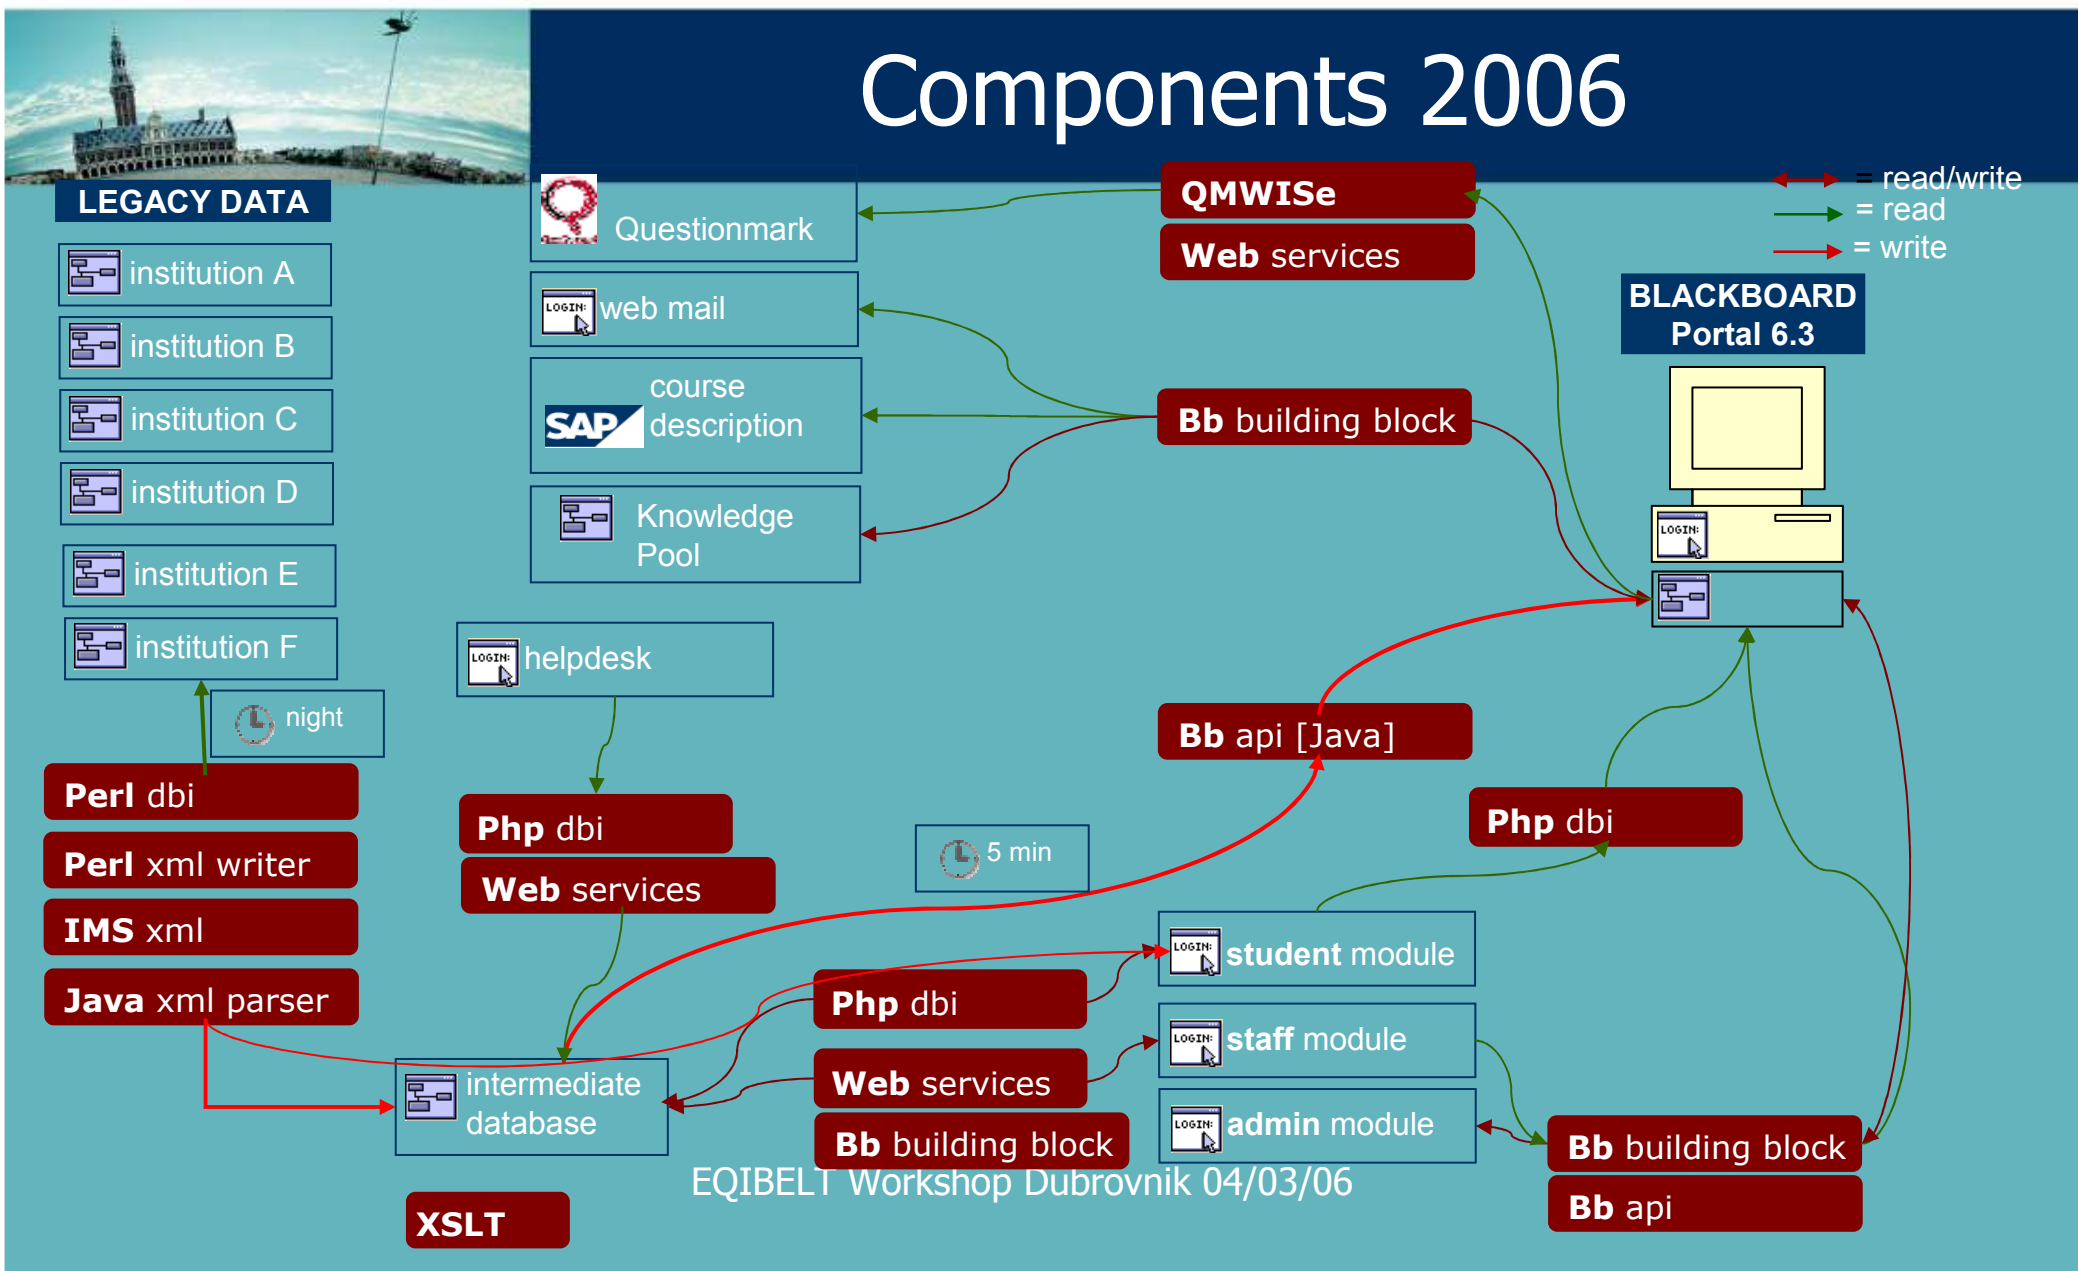 Components 2006
LEGACY DATA
institution A
institution B
institution C
institution D
institution E
institution F
night
Perl dbi
Perl xml writer
IMS xml
Java xml parser
Questionmark
LOGIN:
web mail
SAP
course
description
Knowledge
Pool
QMWISe
Web services
Bb building block
= read/write
= read
= write
BLACKBOARD
Portal 6.3
LOGIN:
LOGIN:
helpdesk
Php dbi
Web services
Bb api [Java]
5 min
Php dbi
LOGIN:
student module
Php dbi
LOGIN:
staff module
Web services
LOGIN:
admin module
Bb building block
intermediate
database
Bb building block
Bb api
EQIBELT Workshop Dubrovnik 04/03/06
XSLT